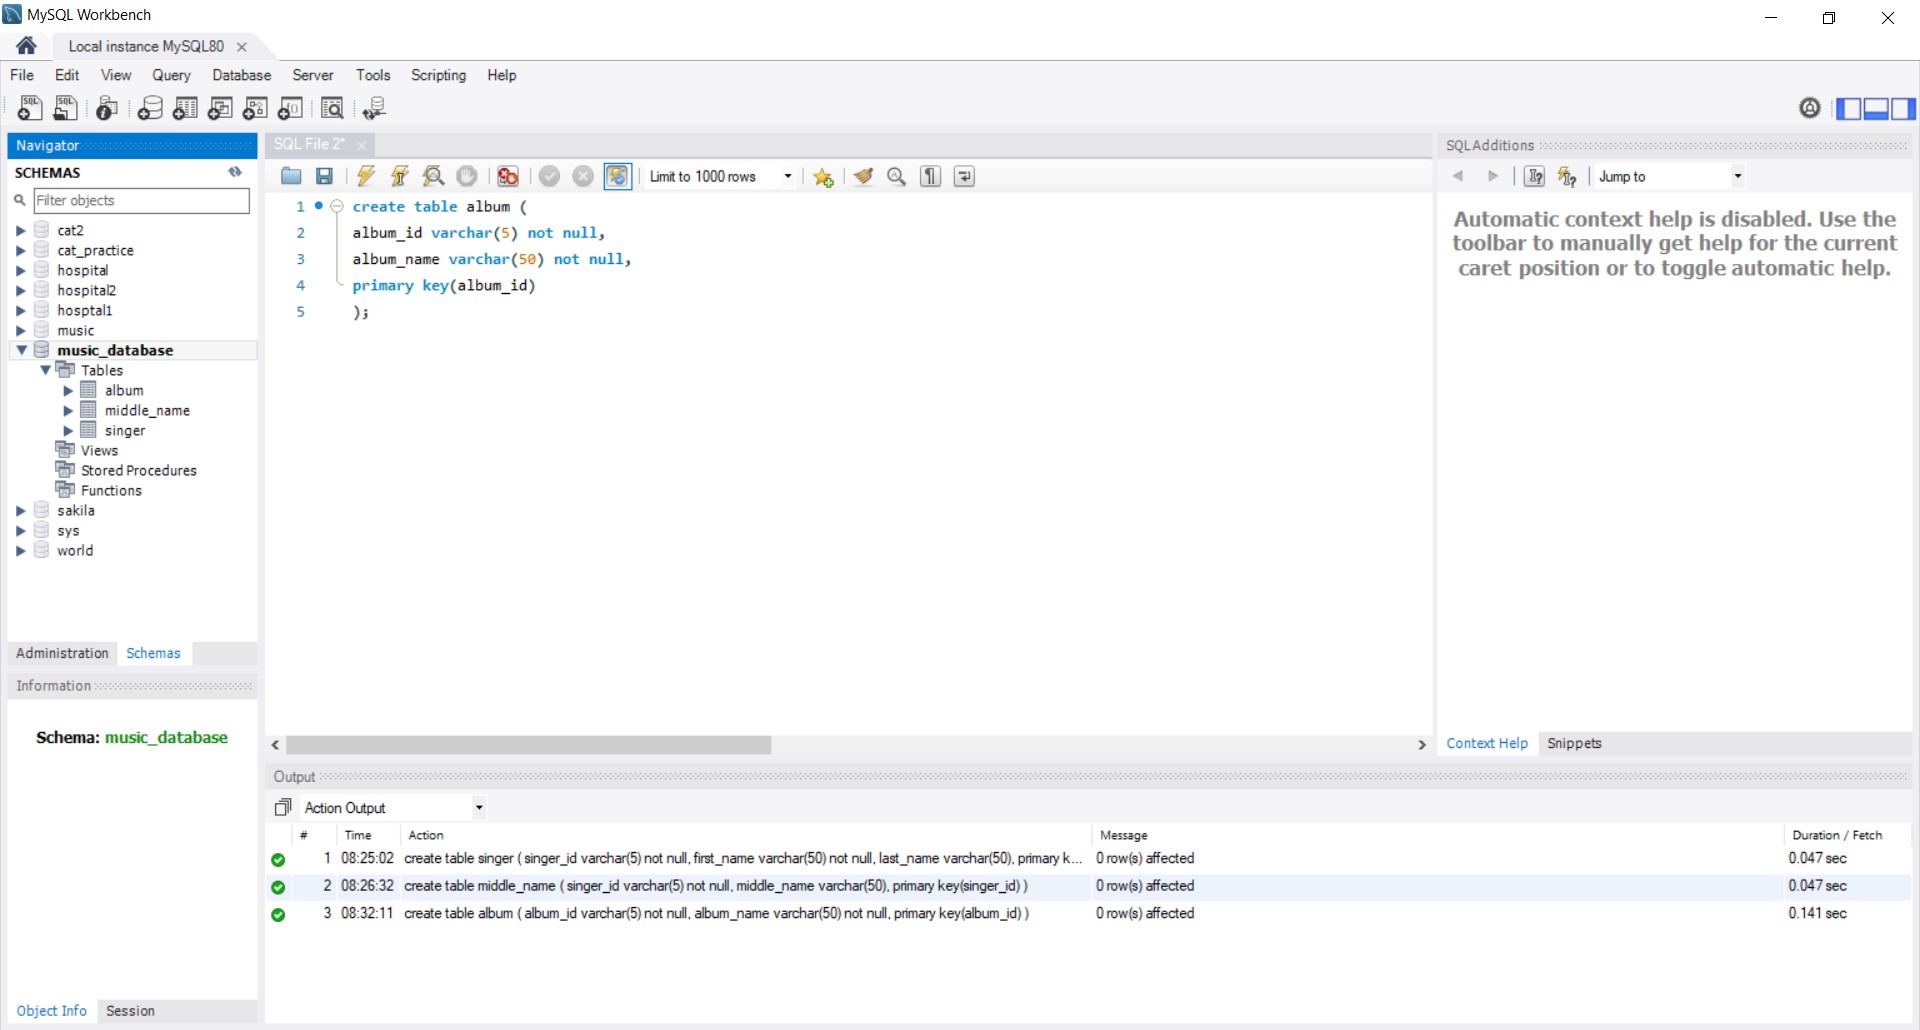 MySQL Workbench
Local instance MySQL80
File Edit View Query Database Server Tools Scripting Help
Navigator
SCHEMAS
Filter objects
cat2
cat_practice
hospital
hospital2
hosptal1
music
music_database
Tables
album
middle_name
singer
Views
Stored Procedures
Functions
sakila
sys
world
Administration Schemas
Information
Schema: music_database
Object Info Session
SQL File 2*
Limit to 1000 rows
1 create table album (
2 album_id varchar(5) not null,
3 album_name varchar(50) not null,
4 primary key(album_id)
5 );
SQLAdditions
Jump to
Automatic context help is disabled. Use the
toolbar to manually get help for the current
caret position or to toggle automatic help.
Context Help Snippets
Output
Action Output
# Time Action Message Duration / Fetch
1 08:25:02 create table singer ( singer_id varchar(5) not null, first_name varchar(50) not null, last_name varchar(50), primary k... 0 row(s) affected 0.047 sec
2 08:26:32 create table middle_name ( singer_id varchar(5) not null, middle_name varchar(50), primary key(singer_id) ) 0 row(s) affected 0.047 sec
3 08:32:11 create table album ( album_id varchar(5) not null, album_name varchar(50) not null, primary key(album_id) ) 0 row(s) affected 0.141 sec